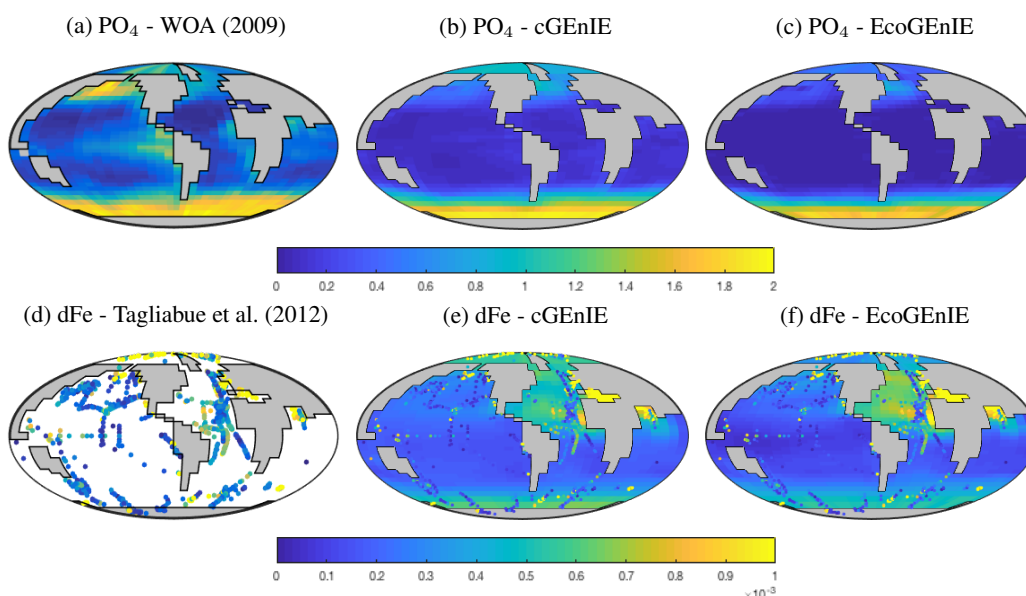 (a) PO₄ - WOA (2009)
(b) PO₄ - cGEnIE
(c) PO₄ - EcoGEnIE
0 0.2 0.4 0.6 0.8 1 1.2 1.4 1.6 1.8 2
(d) dFe - Tagliabue et al. (2012)
(e) dFe - cGEnIE
(f) dFe - EcoGEnIE
0 0.1 0.2 0.3 0.4 0.5 0.6 0.7 0.8 0.9 1
×10⁻³